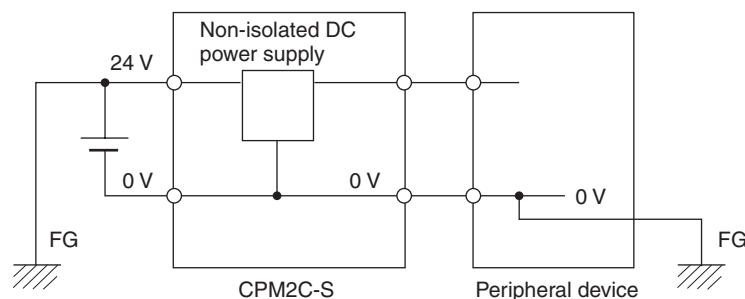 Non-isolated DC
power supply
24 V
0 V
0 V
0 V
FG
FG
CPM2C-S
Peripheral device